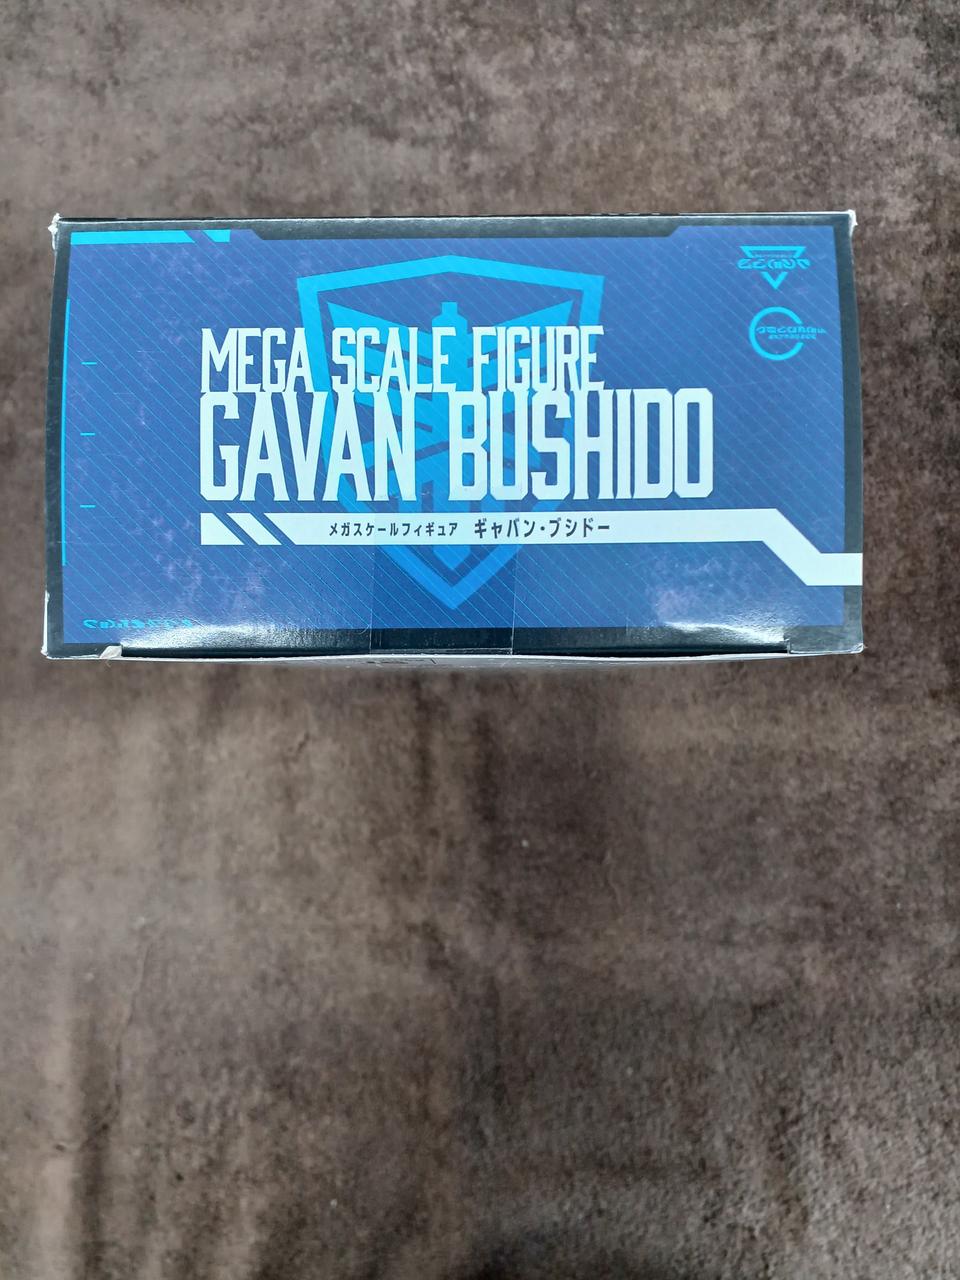 MEGA SCALE FIGURE
GAVAN BUSHIDO
メガスケールフィギュア ギャバン・ブシドー